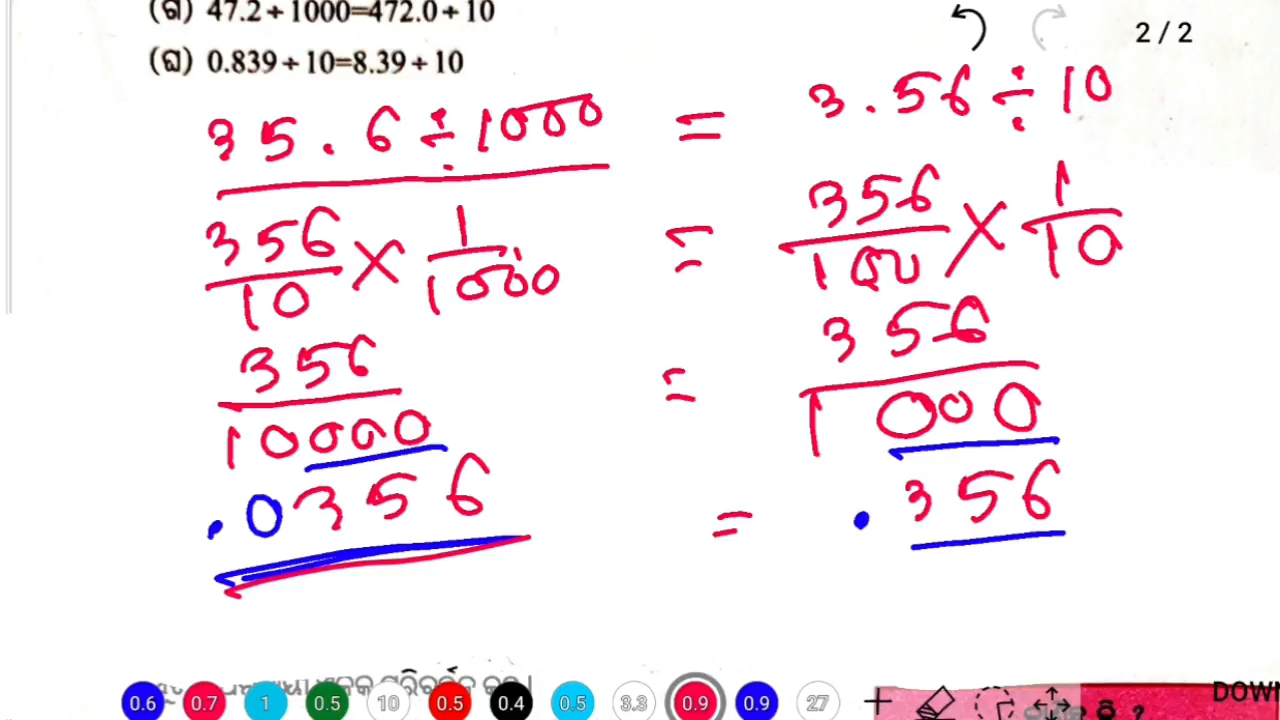 (ଗ) 47.2 ÷ 1000=472.0 ÷ 10
(ଘ) 0.839 ÷ 10=8.39 ÷ 10
2 / 2
35.6 ÷ 1000 = 3.56 ÷ 10
356/10 × 1/1000 = 356/100 × 1/10
356/10000 = 356/1000
.0356 = .356
0.6 0.7 1 0.5 10 0.5 0.4 0.5 3.3 0.9 0.9 27
DOWN